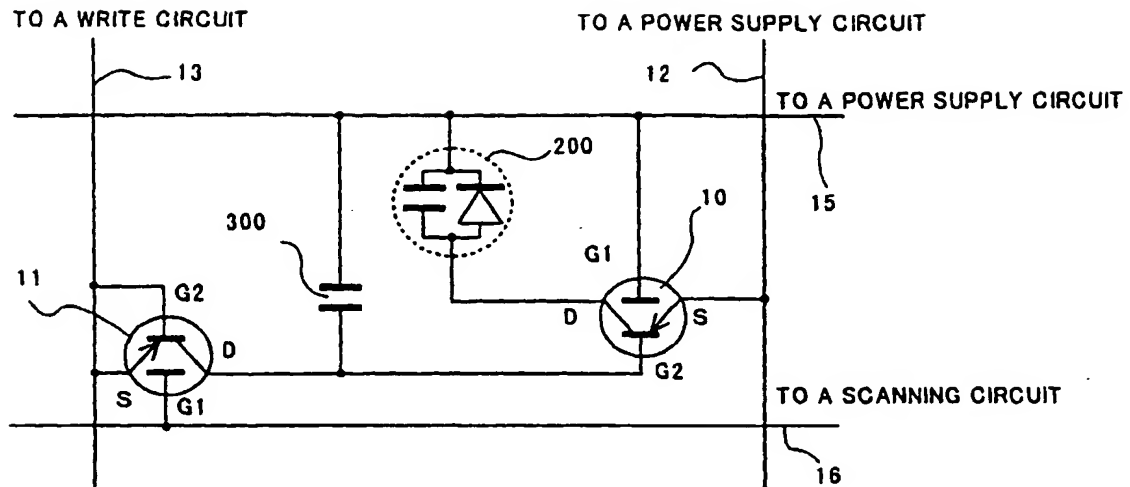 TO A WRITE CIRCUIT
TO A POWER SUPPLY CIRCUIT
13
12
TO A POWER SUPPLY CIRCUIT
200
15
10
300
G1
11
G2
D
S
D
G2
S
G1
TO A SCANNING CIRCUIT
16